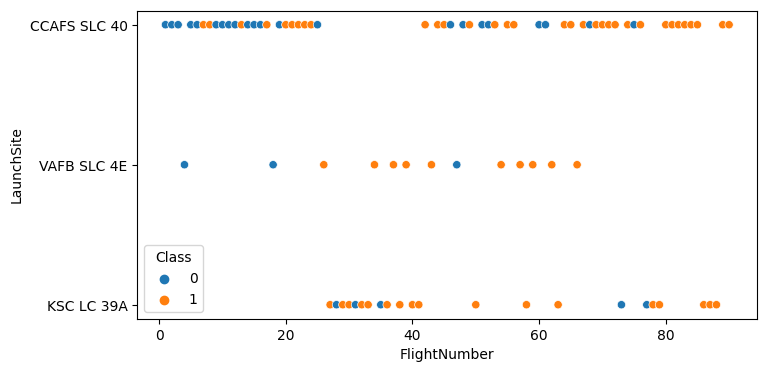 CCAFS SLC 40
VAFB SLC 4E
KSC LC 39A
LaunchSite
Class
0
1
0 20 40 60 80
FlightNumber